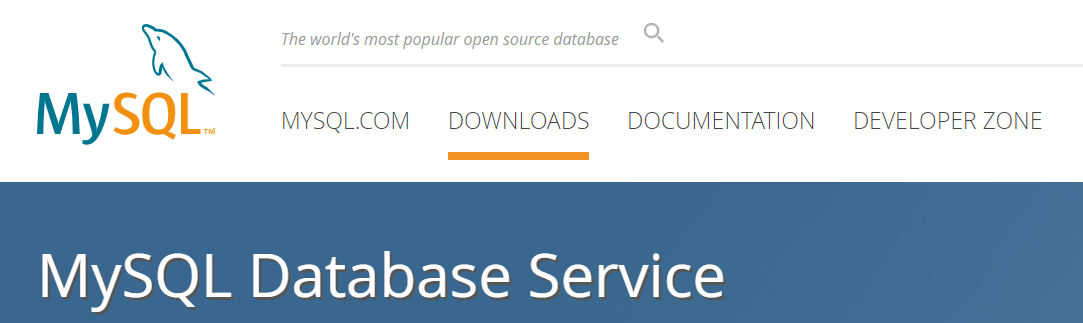 The world's most popular open source database
MySQL™
MYSQL.COM DOWNLOADS DOCUMENTATION DEVELOPER ZONE
MySQL Database Service